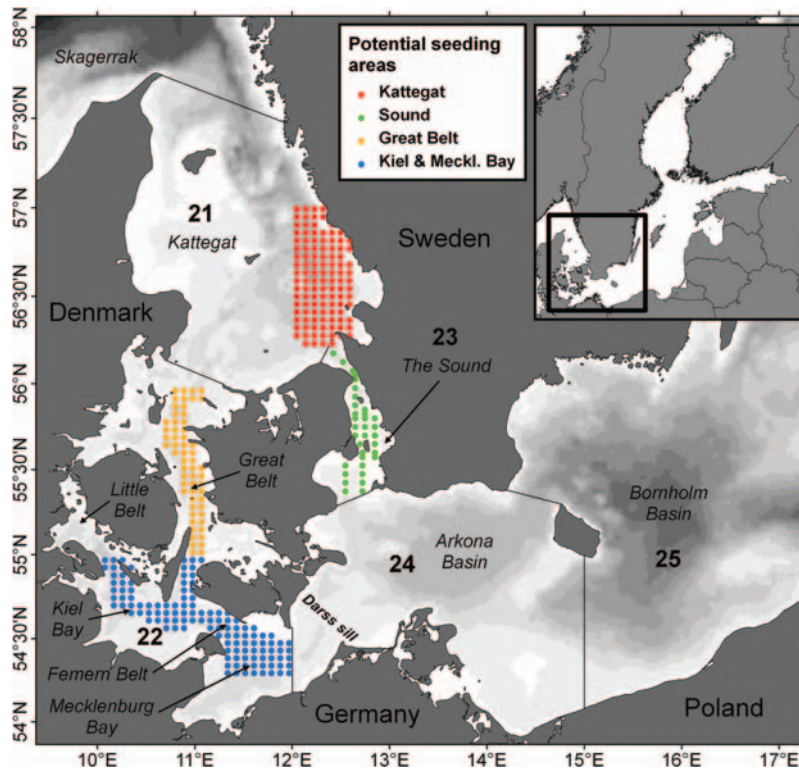 58°N
57°30'N
57°N
56°30'N
56°N
55°30'N
55°N
54°30'N
54°N
Skagerrak
Potential seeding
areas
Kattegat
Sound
Great Belt
Kiel & Meckl. Bay
21
Kattegat
Sweden
Denmark
23
The Sound
Great
Belt
Little
Belt
Bornholm
Basin
25
24
Arkona
Basin
Darss sill
Kiel
Bay
22
Femern Belt
Mecklenburg
Bay
Germany
Poland
10°E
11°E
12°E
13°E
14°E
15°E
16°E
17°E